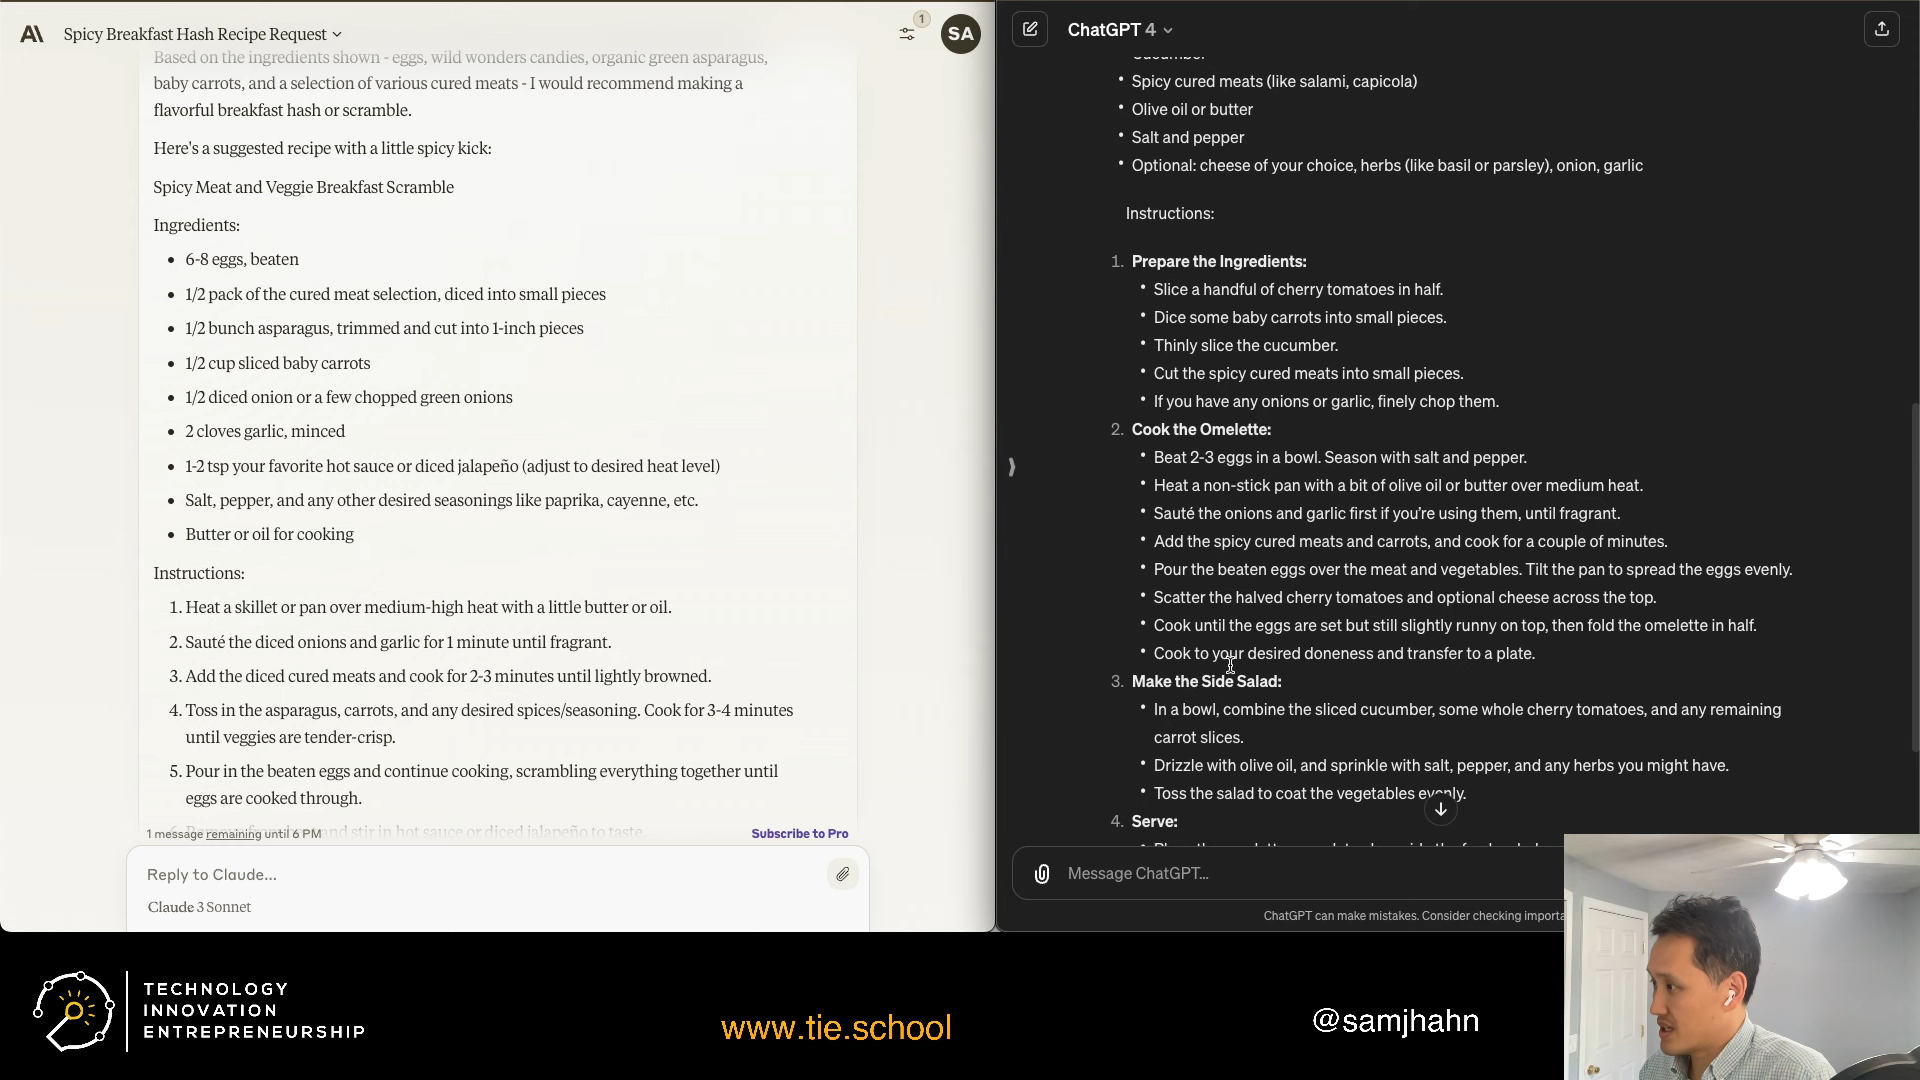 Spicy Breakfast Hash Recipe Request
1
SA
Based on the ingredients shown - eggs, wild wonders candies, organic green asparagus,
baby carrots, and a selection of various cured meats - I would recommend making a
flavorful breakfast hash or scramble.
Here's a suggested recipe with a little spicy kick:
Spicy Meat and Veggie Breakfast Scramble
Ingredients:
• 6-8 eggs, beaten
• 1/2 pack of the cured meat selection, diced into small pieces
• 1/2 bunch asparagus, trimmed and cut into 1-inch pieces
• 1/2 cup sliced baby carrots
• 1/2 diced onion or a few chopped green onions
• 2 cloves garlic, minced
• 1-2 tsp your favorite hot sauce or diced jalapeño (adjust to desired heat level)
• Salt, pepper, and any other desired seasonings like paprika, cayenne, etc.
• Butter or oil for cooking
Instructions:
1. Heat a skillet or pan over medium-high heat with a little butter or oil.
2. Sauté the diced onions and garlic for 1 minute until fragrant.
3. Add the diced cured meats and cook for 2-3 minutes until lightly browned.
4. Toss in the asparagus, carrots, and any desired spices/seasoning. Cook for 3-4 minutes
until veggies are tender-crisp.
5. Pour in the beaten eggs and continue cooking, scrambling everything together until
eggs are cooked through.
and stir in hot sauce or diced jalapeño to taste.
1 message remaining until 6 PM
Subscribe to Pro
Reply to Claude...
Claude 3 Sonnet
ChatGPT 4
Cucumber
• Spicy cured meats (like salami, capicola)
• Olive oil or butter
• Salt and pepper
• Optional: cheese of your choice, herbs (like basil or parsley), onion, garlic
Instructions:
1. Prepare the Ingredients:
• Slice a handful of cherry tomatoes in half.
• Dice some baby carrots into small pieces.
• Thinly slice the cucumber.
• Cut the spicy cured meats into small pieces.
• If you have any onions or garlic, finely chop them.
2. Cook the Omelette:
• Beat 2-3 eggs in a bowl. Season with salt and pepper.
• Heat a non-stick pan with a bit of olive oil or butter over medium heat.
• Sauté the onions and garlic first if you're using them, until fragrant.
• Add the spicy cured meats and carrots, and cook for a couple of minutes.
• Pour the beaten eggs over the meat and vegetables. Tilt the pan to spread the eggs evenly.
• Scatter the halved cherry tomatoes and optional cheese across the top.
• Cook until the eggs are set but still slightly runny on top, then fold the omelette in half.
• Cook to your desired doneness and transfer to a plate.
3. Make the Side Salad:
• In a bowl, combine the sliced cucumber, some whole cherry tomatoes, and any remaining
carrot slices.
• Drizzle with olive oil, and sprinkle with salt, pepper, and any herbs you might have.
• Toss the salad to coat the vegetables evenly.
4. Serve:
Message ChatGPT...
ChatGPT can make mistakes. Consider checking importa
TECHNOLOGY
INNOVATION
ENTREPRENEURSHIP
www.tie.school
@samjhahn